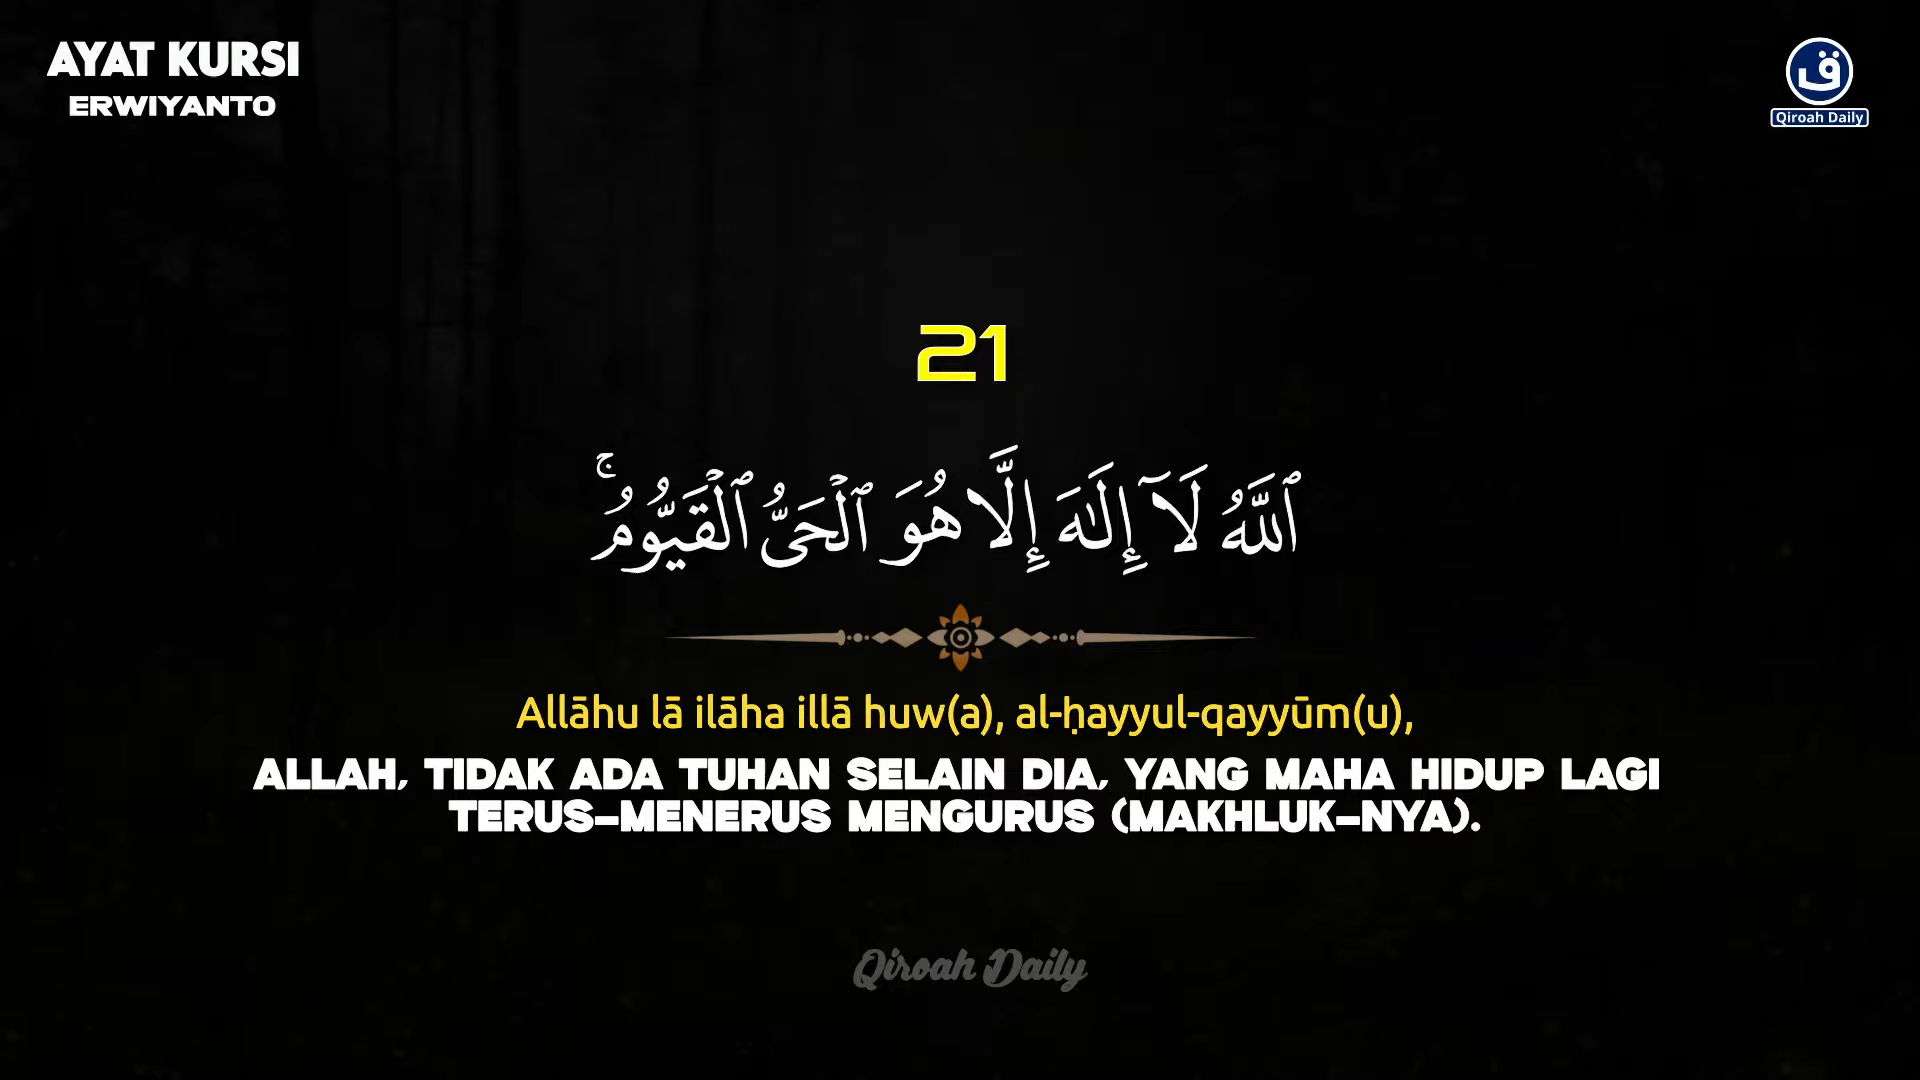 AYAT KURSI
ERWIYANTO
ق
Qiroah Daily
21
ٱللَّهُ لَآ إِلَٰهَ إِلَّا هُوَ ٱلْحَىُّ ٱلْقَيُّومُ ۚ
Allāhu lā ilāha illā huw(a), al-ḥayyul-qayyūm(u),
ALLAH, TIDAK ADA TUHAN SELAIN DIA, YANG MAHA HIDUP LAGI
TERUS-MENERUS MENGURUS (MAKHLUK-NYA).
Qiroah Daily